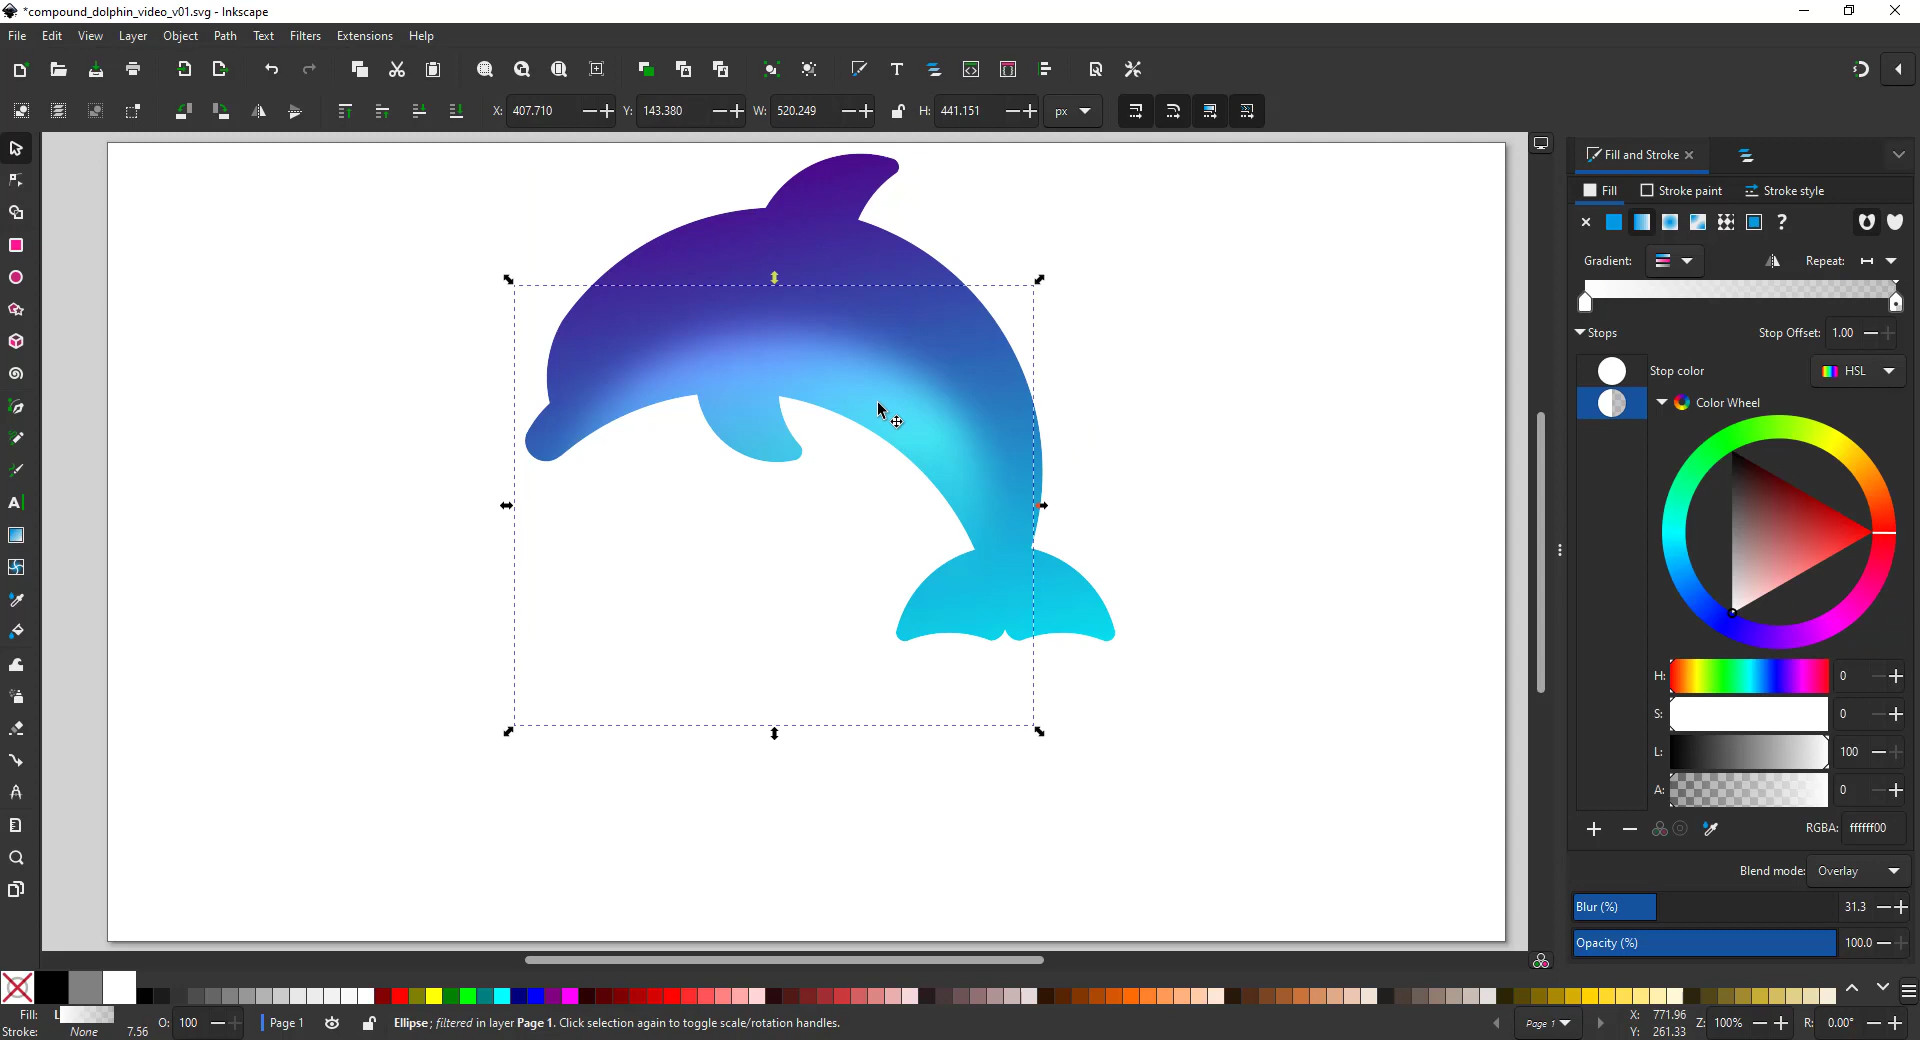 *compound_dolphin_video_v01.svg - Inkscape
File Edit View Layer Object Path Text Filters Extensions Help
X: 407.710 Y: 143.380 W: 520.249 H: 441.151 px
Fill and Stroke
Fill Stroke paint Stroke style
?
Gradient: Repeat:
Stops Stop Offset: 1.00
Stop color HSL
Color Wheel
H: 0
S: 0
L: 100
A: 0
RGBA: ffffff00
Blend mode: Overlay
Blur (%) 31.3
Opacity (%) 100.0
Fill: L
Stroke: None 7.56
O: 100
Page 1
Ellipse; filtered in layer Page 1. Click selection again to toggle scale/rotation handles.
Page 1
X: 771.96
Y: 261.33
Z: 100%
R: 0.00°